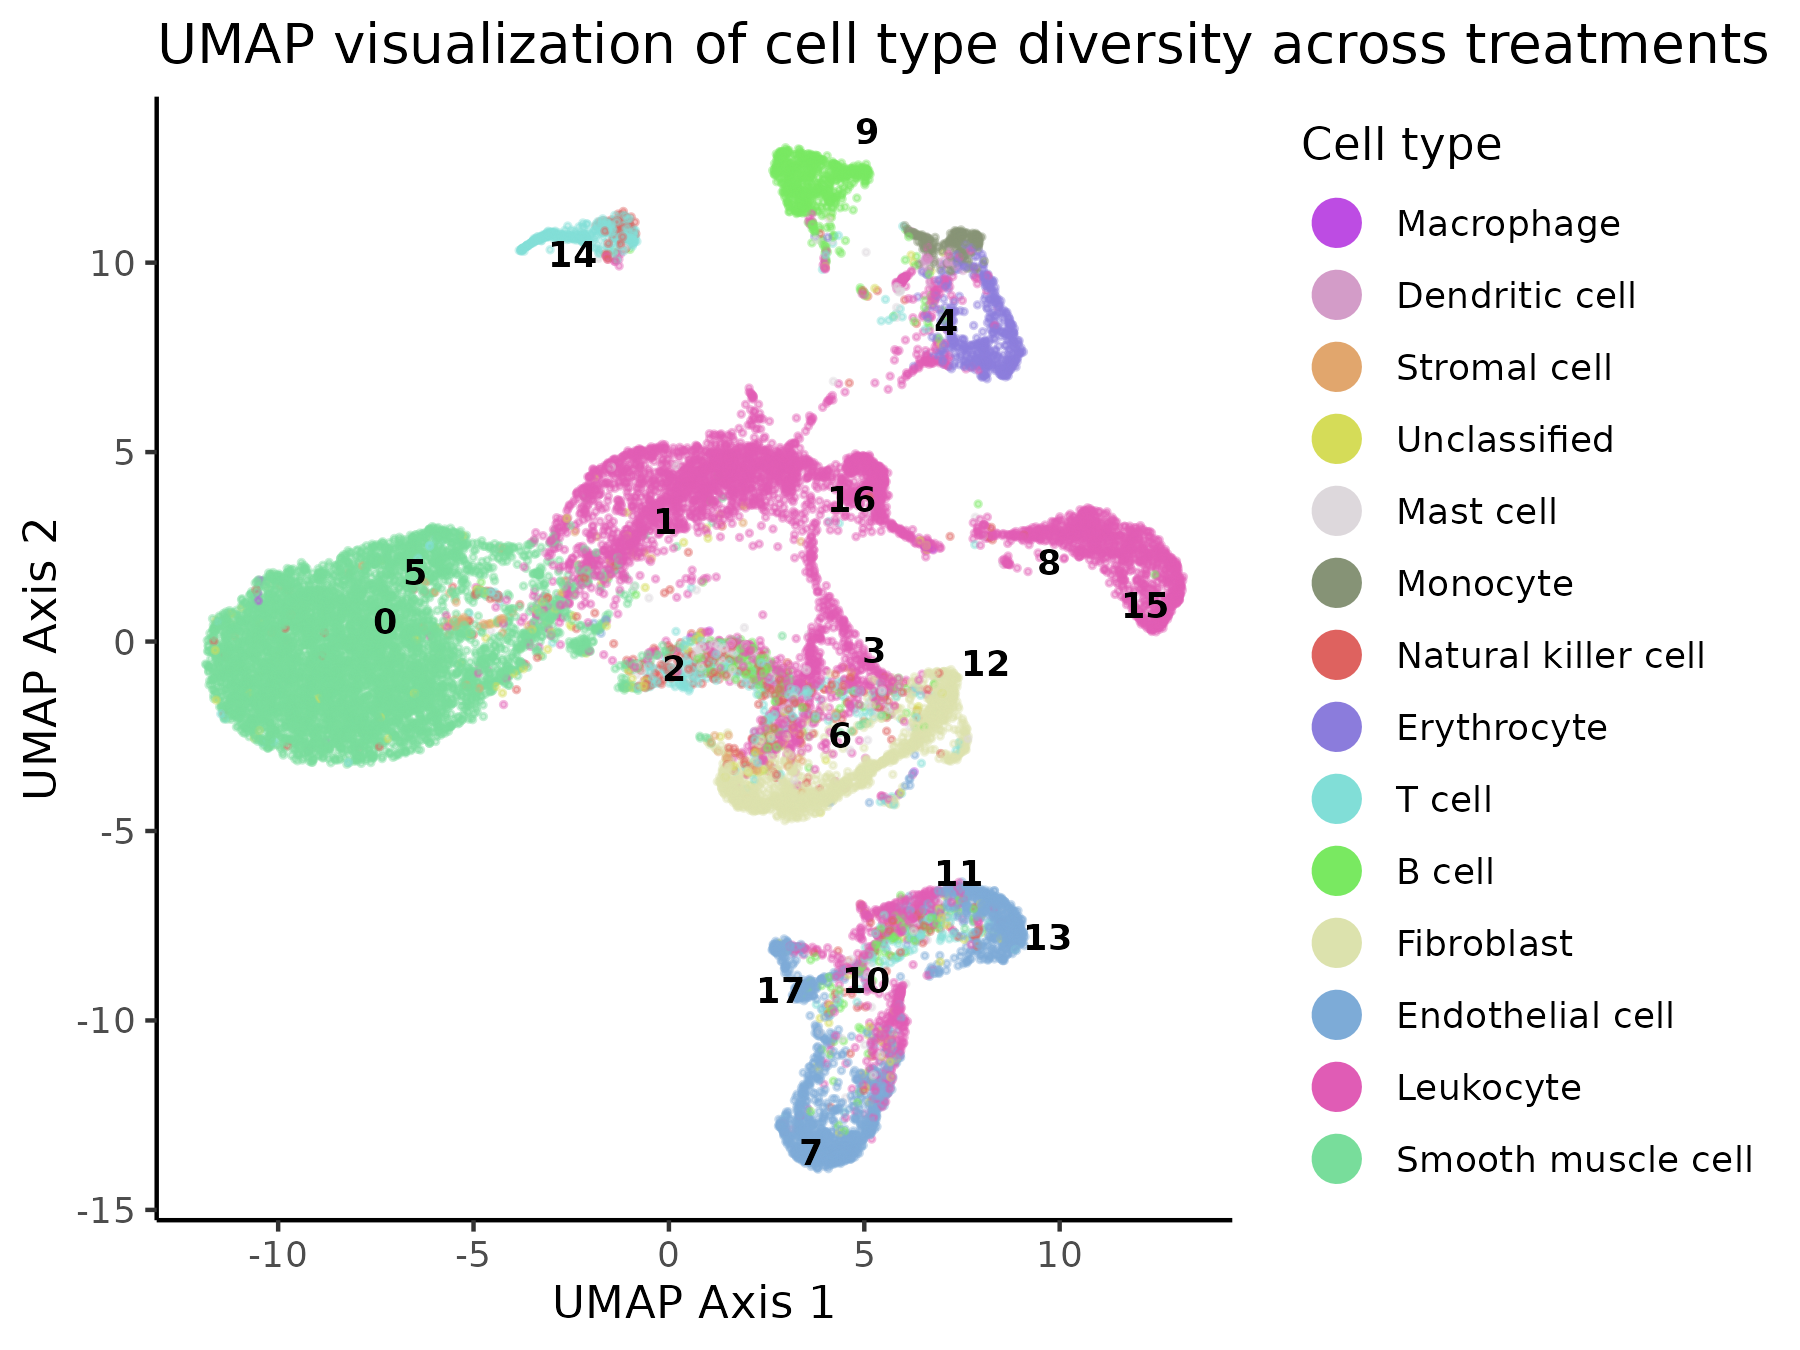 UMAP visualization of cell type diversity across treatments
9
Cell type
Macrophage
Dendritic cell
Stromal cell
Unclassified
Mast cell
Monocyte
Natural killer cell
Erythrocyte
T cell
B cell
Fibroblast
Endothelial cell
Leukocyte
Smooth muscle cell
14
4
16
1
8
5
15
0
3
12
2
6
11
13
10
17
7
UMAP Axis 2
10
5
0
-5
-10
-15
-10
-5
0
5
10
UMAP Axis 1